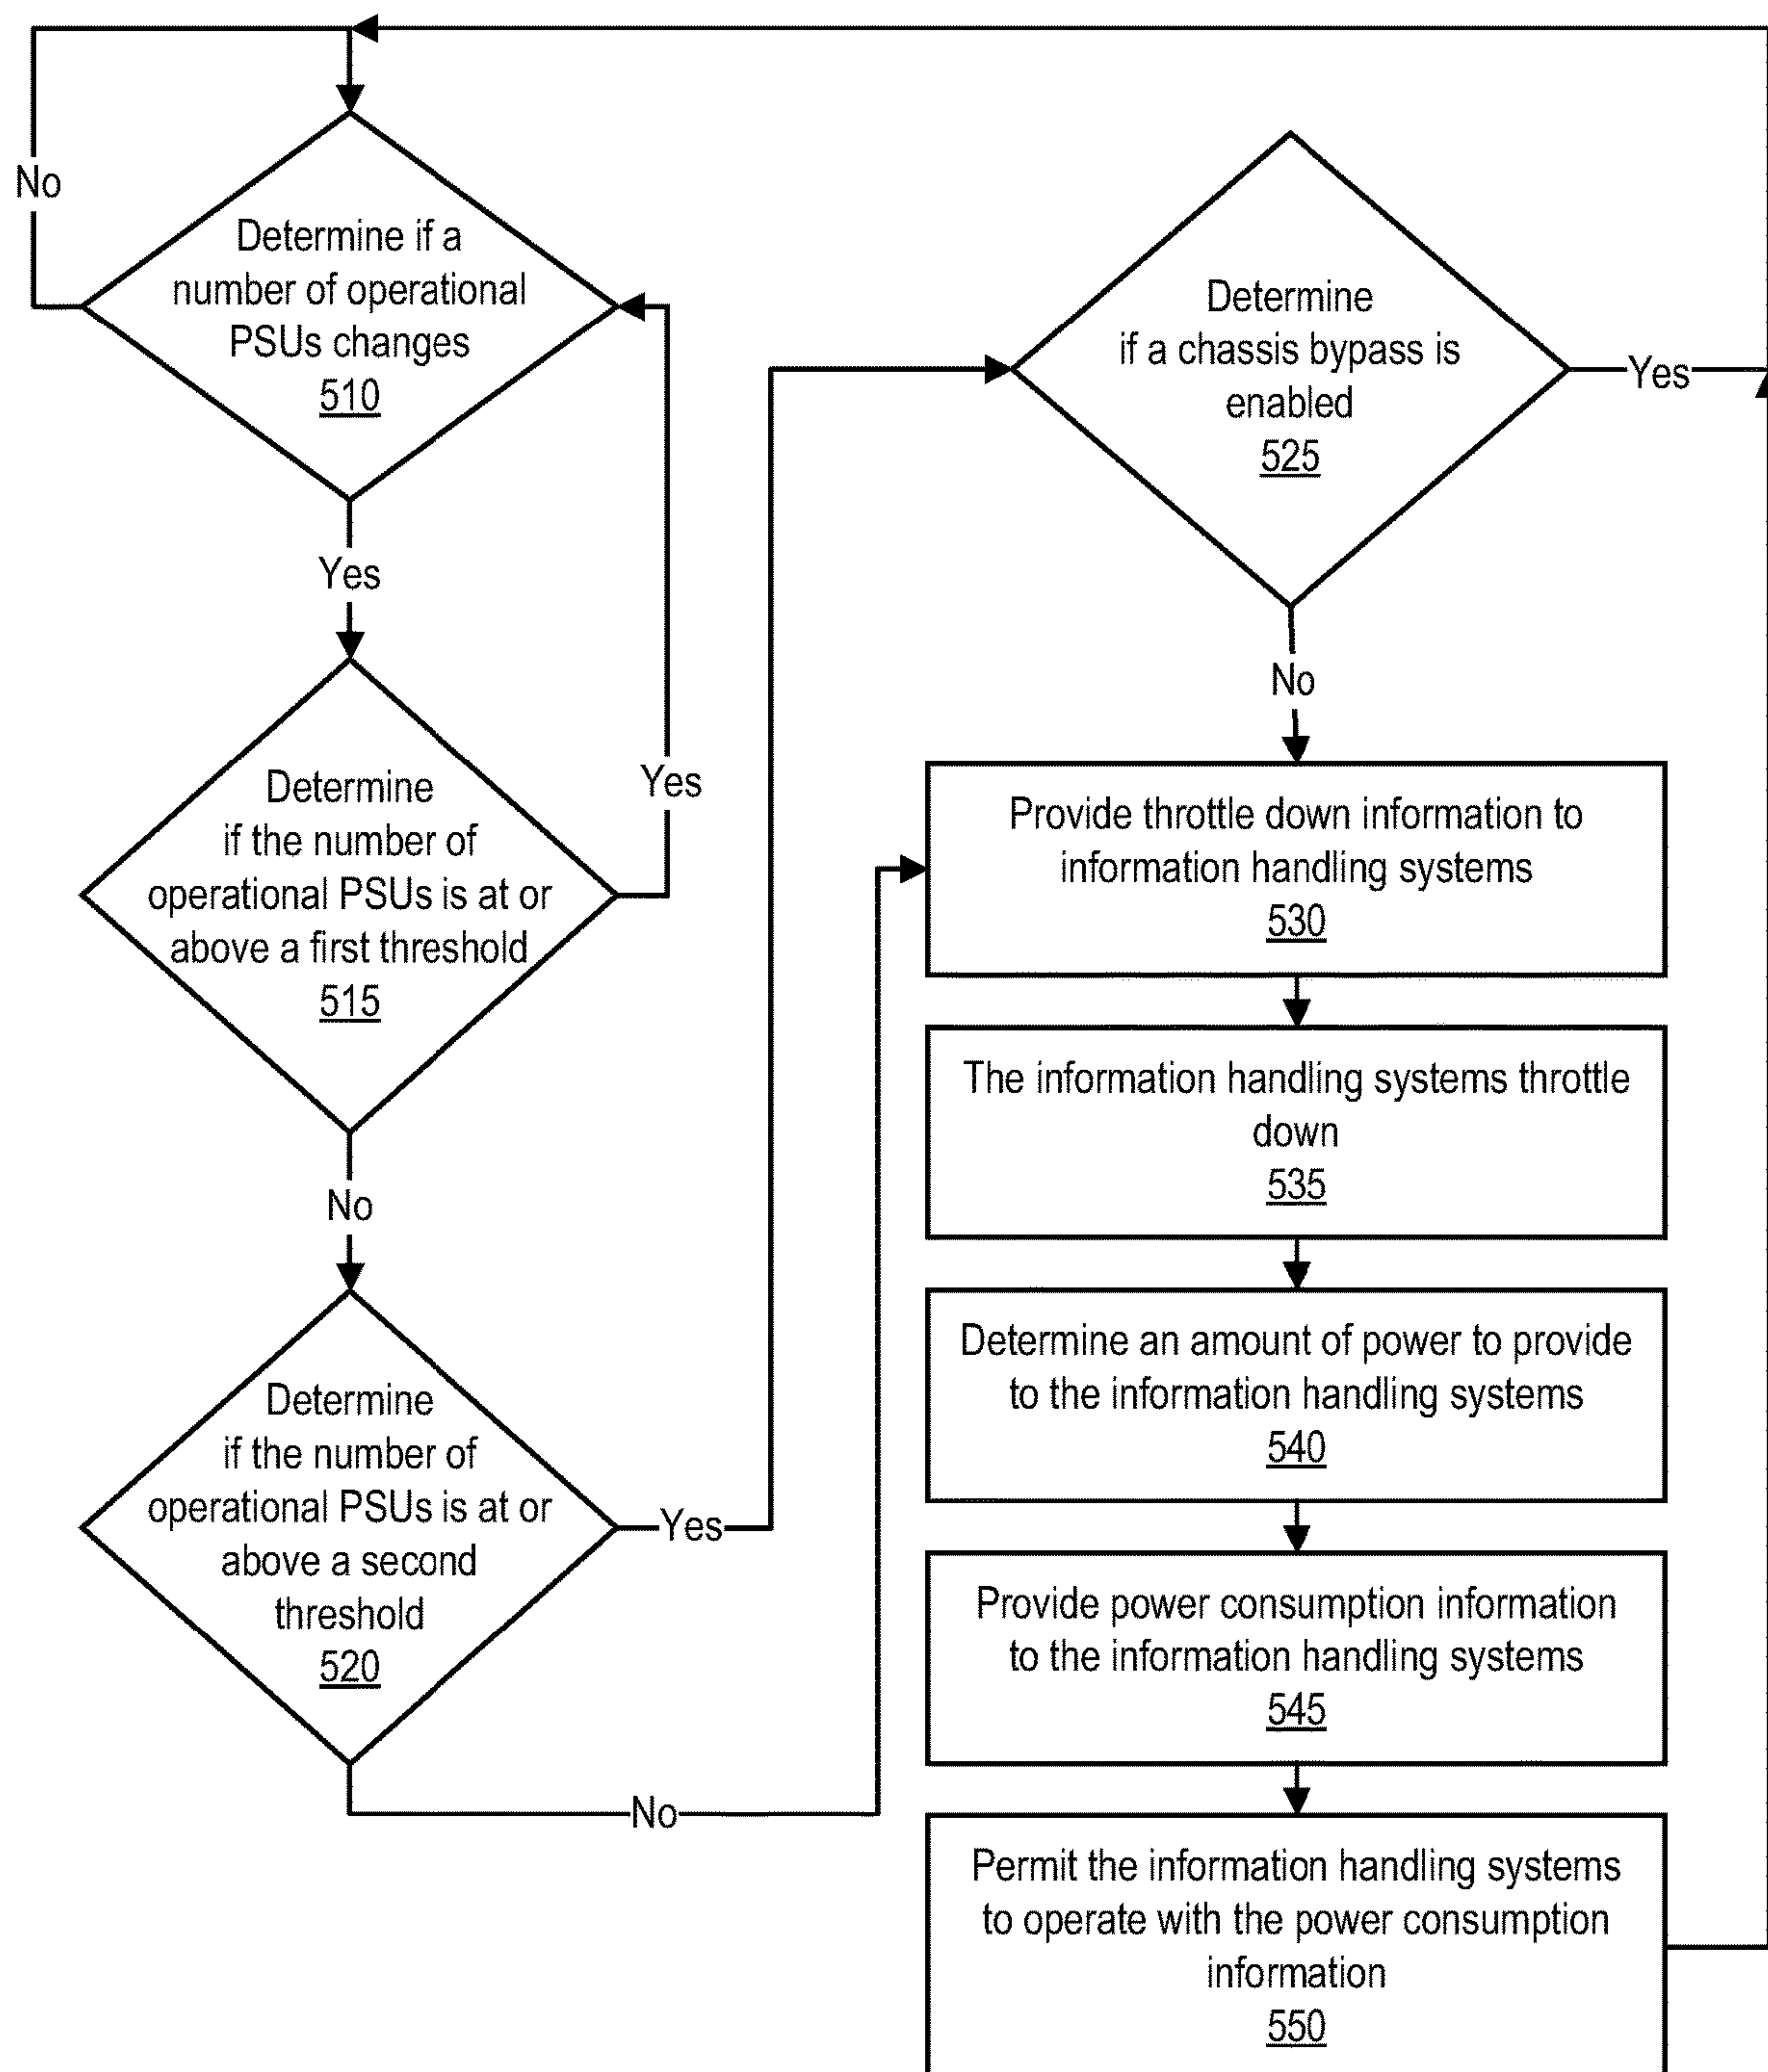 No
Determine if a
number of operational
PSUs changes
510
Yes
Determine
if the number of
operational PSUs is at or
above a first threshold
515
Yes
No
Determine
if the number of
operational PSUs is at or
above a second
threshold
520
Yes
No
Determine
if a chassis bypass is
enabled
525
Yes
No
Provide throttle down information to
information handling systems
530
The information handling systems throttle
down
535
Determine an amount of power to provide
to the information handling systems
540
Provide power consumption information
to the information handling systems
545
Permit the information handling systems
to operate with the power consumption
information
550